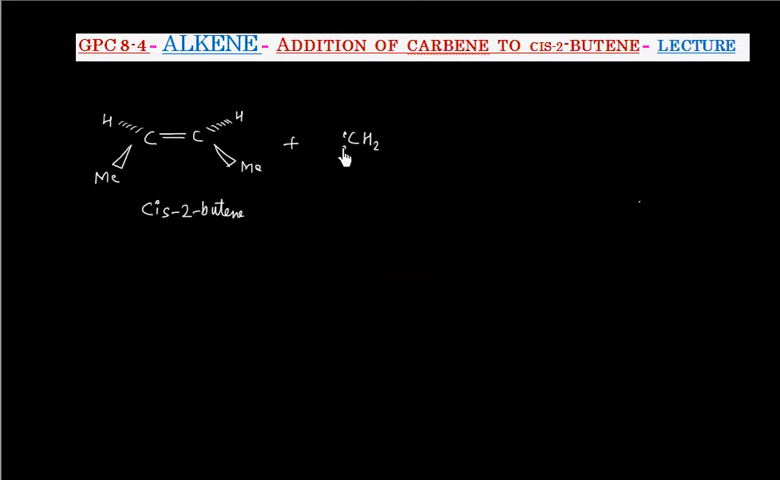 GPC 8-4- ALKENE- ADDITION OF CARBENE TO CIS-2-BUTENE- LECTURE
H H
C = C + :CH2
Me Me
Cis-2-butene